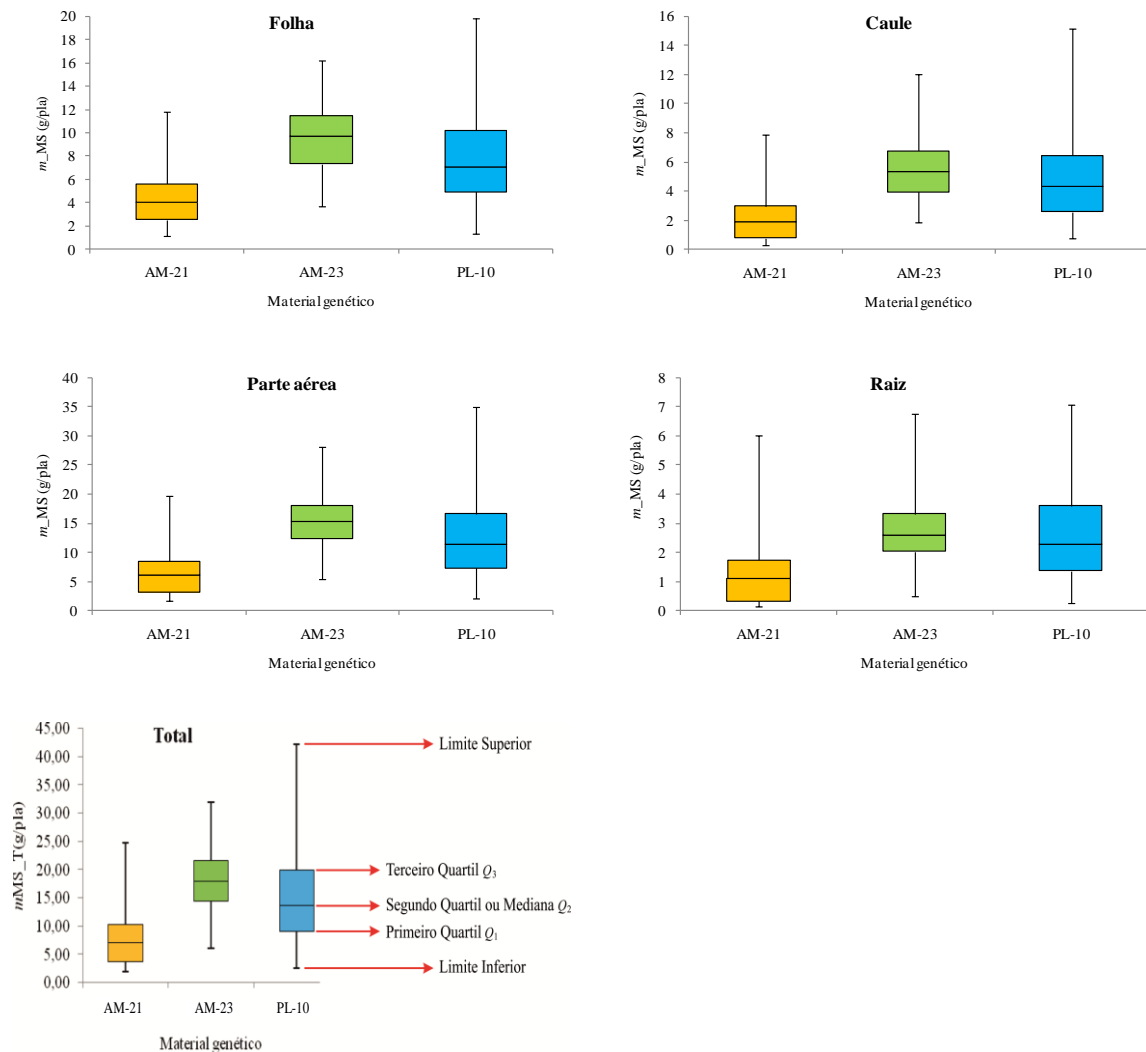 Folha
m_MS (g/pla)
20
18
16
14
12
10
8
6
4
2
0
AM-21 AM-23 PL-10
Material genético
Caule
m_MS (g/pla)
16
14
12
10
8
6
4
2
0
AM-21 AM-23 PL-10
Material genético
Parte aérea
m_MS (g/pla)
40
35
30
25
20
15
10
5
0
AM-21 AM-23 PL-10
Material genético
Raiz
m_MS (g/pla)
8
7
6
5
4
3
2
1
0
AM-21 AM-23 PL-10
Material genético
Total
mMS_T(g/pla)
45,00
40,00
35,00
30,00
25,00
20,00
15,00
10,00
5,00
0,00
Limite Superior
Terceiro Quartil Q3
Segundo Quartil ou Mediana Q2
Primeiro Quartil Q1
Limite Inferior
AM-21 AM-23 PL-10
Material genético